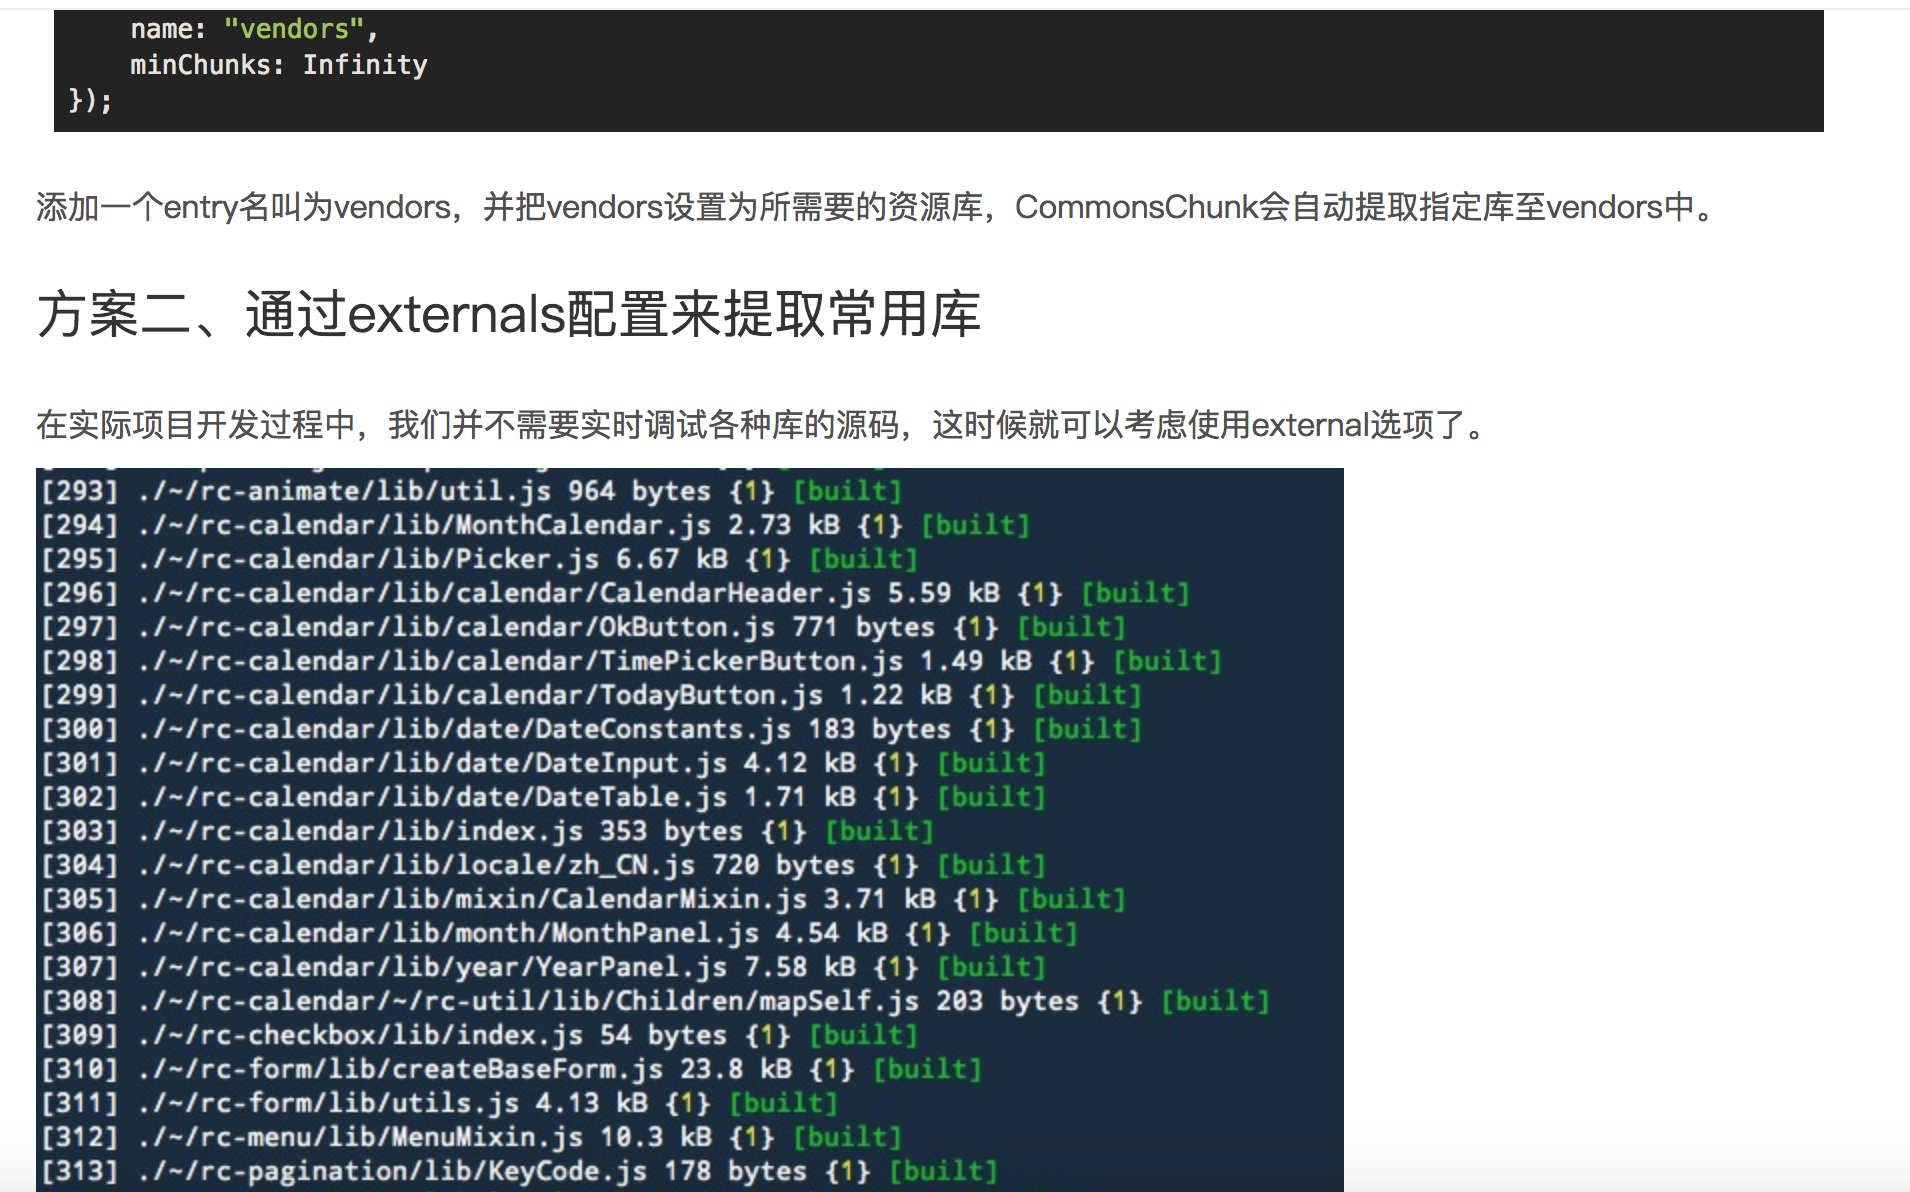 name: "vendors",
minChunks: Infinity
});
添加一个entry名叫为vendors，并把vendors设置为所需要的资源库，CommonsChunk会自动提取指定库至vendors中。
方案二、通过externals配置来提取常用库
在实际项目开发过程中，我们并不需要实时调试各种库的源码，这时候就可以考虑使用external选项了。
[293] ./~/rc-animate/lib/util.js 964 bytes {1} [built]
[294] ./~/rc-calendar/lib/MonthCalendar.js 2.73 kB {1} [built]
[295] ./~/rc-calendar/lib/Picker.js 6.67 kB {1} [built]
[296] ./~/rc-calendar/lib/calendar/CalendarHeader.js 5.59 kB {1} [built]
[297] ./~/rc-calendar/lib/calendar/OkButton.js 771 bytes {1} [built]
[298] ./~/rc-calendar/lib/calendar/TimePickerButton.js 1.49 kB {1} [built]
[299] ./~/rc-calendar/lib/calendar/TodayButton.js 1.22 kB {1} [built]
[300] ./~/rc-calendar/lib/date/DateConstants.js 183 bytes {1} [built]
[301] ./~/rc-calendar/lib/date/DateInput.js 4.12 kB {1} [built]
[302] ./~/rc-calendar/lib/date/DateTable.js 1.71 kB {1} [built]
[303] ./~/rc-calendar/lib/index.js 353 bytes {1} [built]
[304] ./~/rc-calendar/lib/locale/zh_CN.js 720 bytes {1} [built]
[305] ./~/rc-calendar/lib/mixin/CalendarMixin.js 3.71 kB {1} [built]
[306] ./~/rc-calendar/lib/month/MonthPanel.js 4.54 kB {1} [built]
[307] ./~/rc-calendar/lib/year/YearPanel.js 7.58 kB {1} [built]
[308] ./~/rc-calendar/~/rc-util/lib/Children/mapSelf.js 203 bytes {1} [built]
[309] ./~/rc-checkbox/lib/index.js 54 bytes {1} [built]
[310] ./~/rc-form/lib/createBaseForm.js 23.8 kB {1} [built]
[311] ./~/rc-form/lib/utils.js 4.13 kB {1} [built]
[312] ./~/rc-menu/lib/MenuMixin.js 10.3 kB {1} [built]
[313] ./~/rc-pagination/lib/KeyCode.js 178 bytes {1} [built]